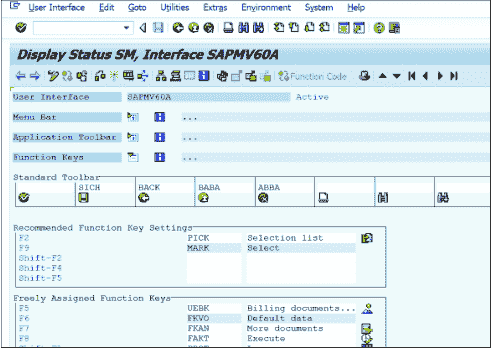 User Interface Edit Goto Utilities Extras Environment System Help
Display Status SM, Interface SAPMV60A
Function Code
User Interface SAPMV60A Active
Menu Bar ...
Application Toolbar ...
Function Keys ...
Standard Toolbar
SICH BACK BABA ABBA
Recommended Function Key Settings
F2 PICK Selection list
F9 MARK Select
Shift-F2
Shift-F4
Shift-F5
Freely Assigned Function Keys
F5 UEBK Billing documents...
F6 FKVO Default data
F7 FKAN More documents
F8 FAKT Execute